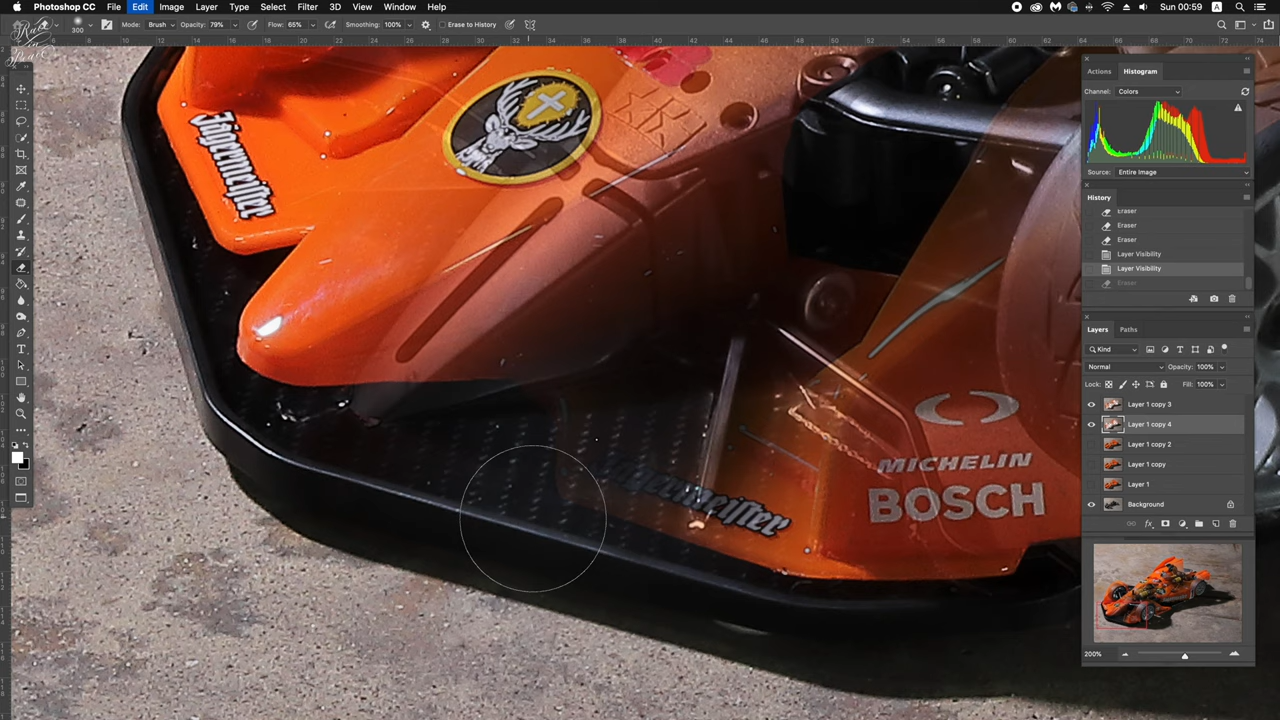 Photoshop CC File Edit Image Layer Type Select Filter 3D View Window Help
Sun 00:59
Mode: Brush Opacity: 79% Flow: 65% Smoothing: 100% Erase to History
300
Actions Histogram
Channel: Colors
Source: Entire Image
History
Eraser
Eraser
Eraser
Layer Visibility
Layer Visibility
Eraser
Layers Paths
Kind
Normal Opacity: 100%
Lock: Fill: 100%
Layer 1 copy 3
Layer 1 copy 4
Layer 1 copy 2
Layer 1 copy
Layer 1
Background
200%
Jägermeister
Jägermeister
MICHELIN
BOSCH